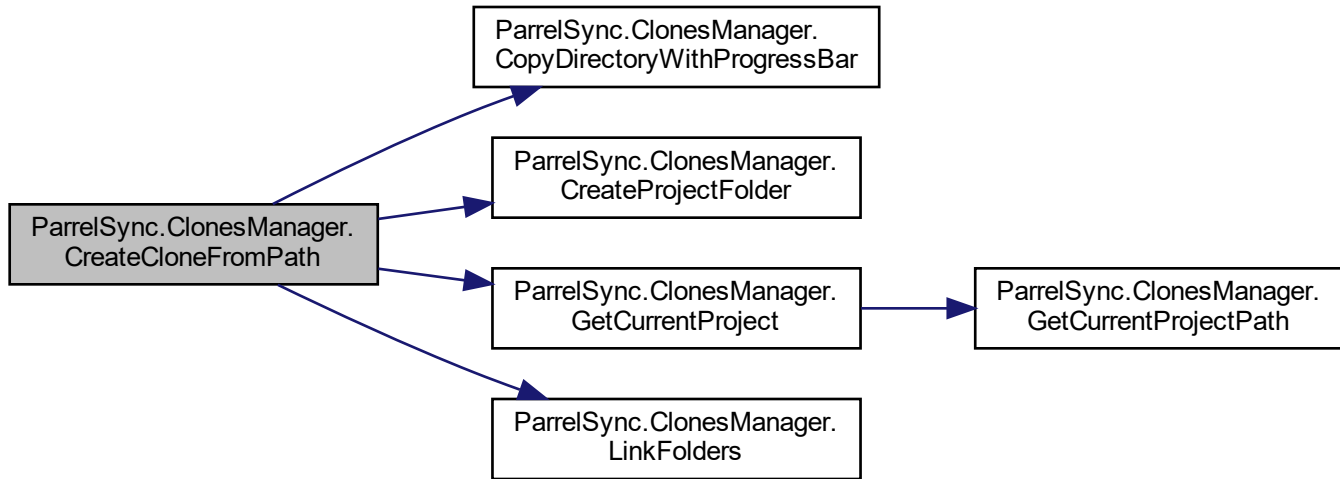 ParrelSync.ClonesManager.
CopyDirectoryWithProgressBar
ParrelSync.ClonesManager.
CreateProjectFolder
ParrelSync.ClonesManager.
CreateCloneFromPath
ParrelSync.ClonesManager.
GetCurrentProject
ParrelSync.ClonesManager.
GetCurrentProjectPath
ParrelSync.ClonesManager.
LinkFolders